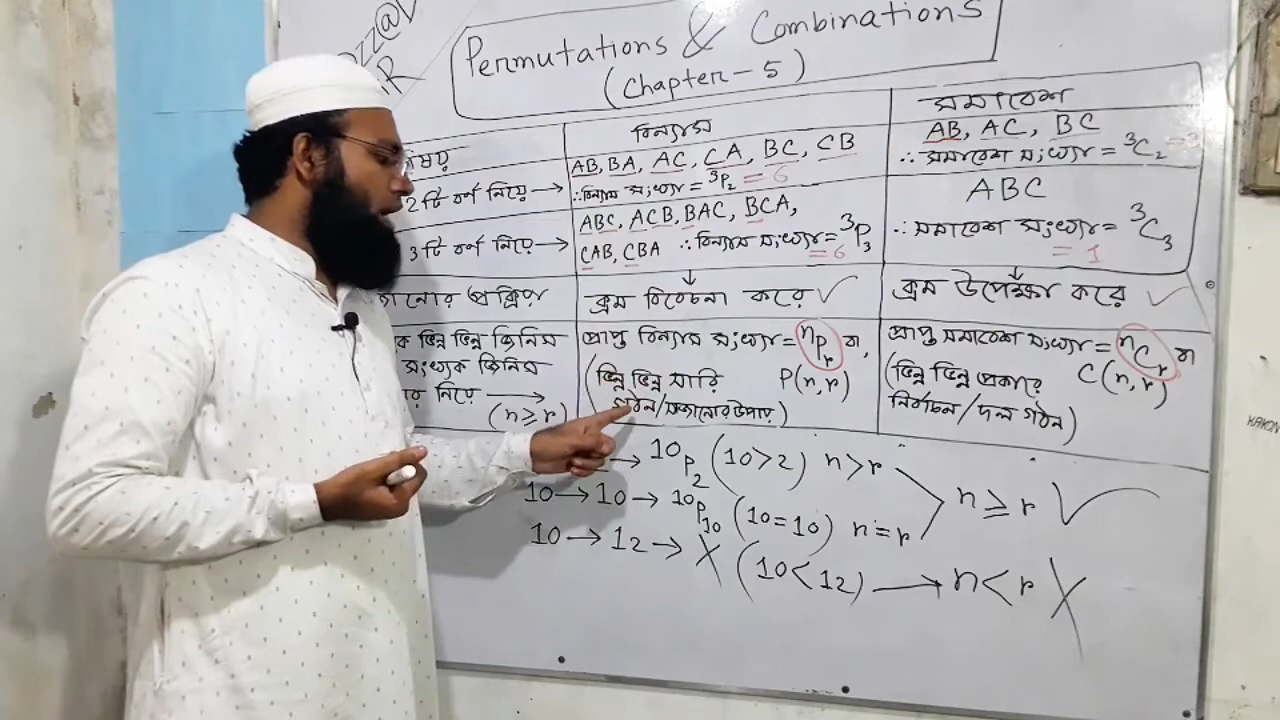 Permutations & Combinations
(Chapter-5)
বিন্যাস
সমাবেশ
AB, BA, AC, CA, BC, CB
AB, AC, BC
2টি বর্ণ নিয়ে →
∴ বিন্যাস সংখ্যা = ³P₂ = 6
∴ সমাবেশ সংখ্যা = ³C₂ = 3
3টি বর্ণ নিয়ে →
ABC, ACB, BAC, BCA,
CAB, CBA ∴ বিন্যাস সংখ্যা = ³P₃
= 6
ABC
∴ সমাবেশ সংখ্যা = ³C₃
= 1
প্রক্রিয়া
ক্রম বিবেচনা করে ✓
ক্রম উপেক্ষা করে ✓
ভিন্ন ভিন্ন জিনিস
সংখ্যক জিনিস
নিয়ে →
(n≥r)
প্রাপ্ত বিন্যাস সংখ্যা = ⁿPᵣ বা,
P(n,r)
(ভিন্ন ভিন্ন সারি
গঠন/সাজানোর উপায়)
প্রাপ্ত সমাবেশ সংখ্যা = ⁿCᵣ বা
C(n,r)
(ভিন্ন ভিন্ন প্রকারে
নির্বাচন/দল গঠন)
→ ¹⁰P₂ (10>2) n>r
10 → 10 → ¹⁰P₁₀ (10=10) n=r
n≥r ✓
10 → 12 → X (10<12) → n<r X